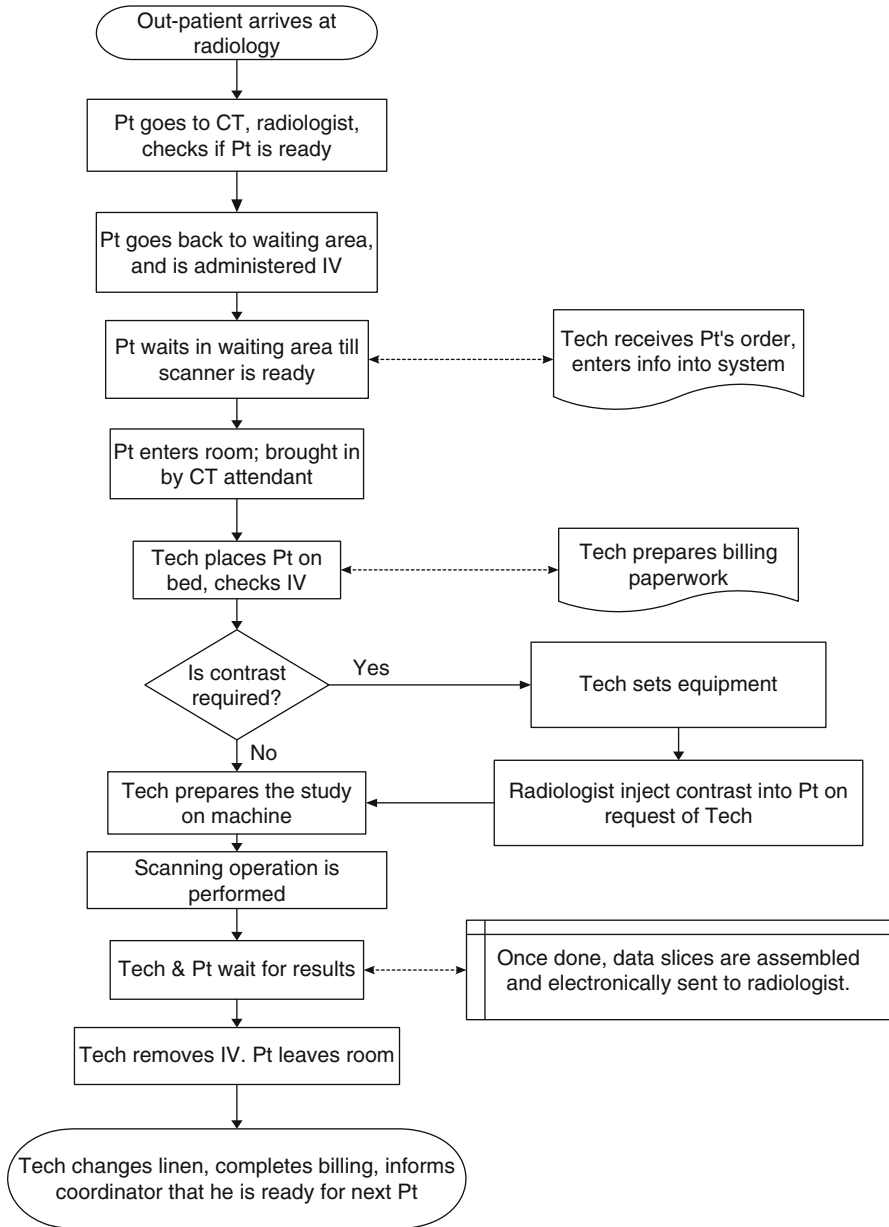 Out-patient arrives at
radiology
Pt goes to CT, radiologist,
checks if Pt is ready
Pt goes back to waiting area,
and is administered IV
Pt waits in waiting area till
scanner is ready
Tech receives Pt's order,
enters info into system
Pt enters room; brought in
by CT attendant
Tech places Pt on
bed, checks IV
Tech prepares billing
paperwork
Is contrast
required?
Yes
Tech sets equipment
No
Tech prepares the study
on machine
Radiologist inject contrast into Pt on
request of Tech
Scanning operation is
performed
Tech & Pt wait for results
Once done, data slices are assembled
and electronically sent to radiologist.
Tech removes IV. Pt leaves room
Tech changes linen, completes billing, informs
coordinator that he is ready for next Pt